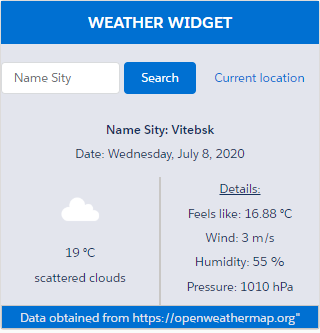 WEATHER WIDGET
Name Sity
Search
Current location
Name Sity: Vitebsk
Date: Wednesday, July 8, 2020
19 °C
scattered clouds
Details:
Feels like: 16.88 °C
Wind: 3 m/s
Humidity: 55 %
Pressure: 1010 hPa
Data obtained from https://openweathermap.org"